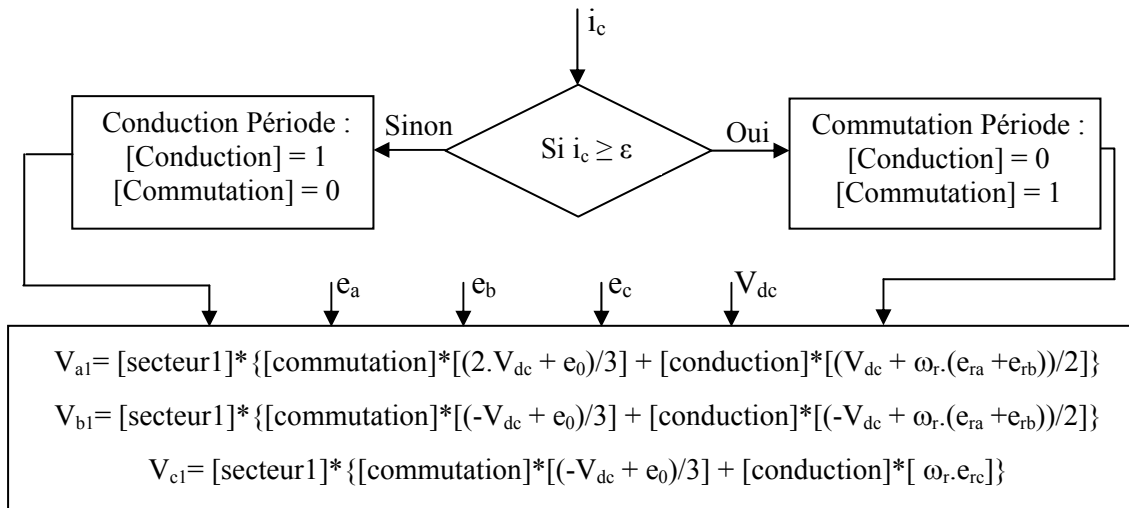 i_c
Conduction Période :
[Conduction] = 1
[Commutation] = 0
Sinon
Si i_c ≥ ε
Oui
Commutation Période :
[Conduction] = 0
[Commutation] = 1
e_a
e_b
e_c
V_dc
V_a1= [secteur1]*{[commutation]*[(2.V_dc + e_0)/3] + [conduction]*[(V_dc + ω_r.(e_ra +e_rb))/2]}
V_b1= [secteur1]*{[commutation]*[(-V_dc + e_0)/3] + [conduction]*[(-V_dc + ω_r.(e_ra +e_rb))/2]}
V_c1= [secteur1]*{[commutation]*[(-V_dc + e_0)/3] + [conduction]*[ ω_r.e_rc]}